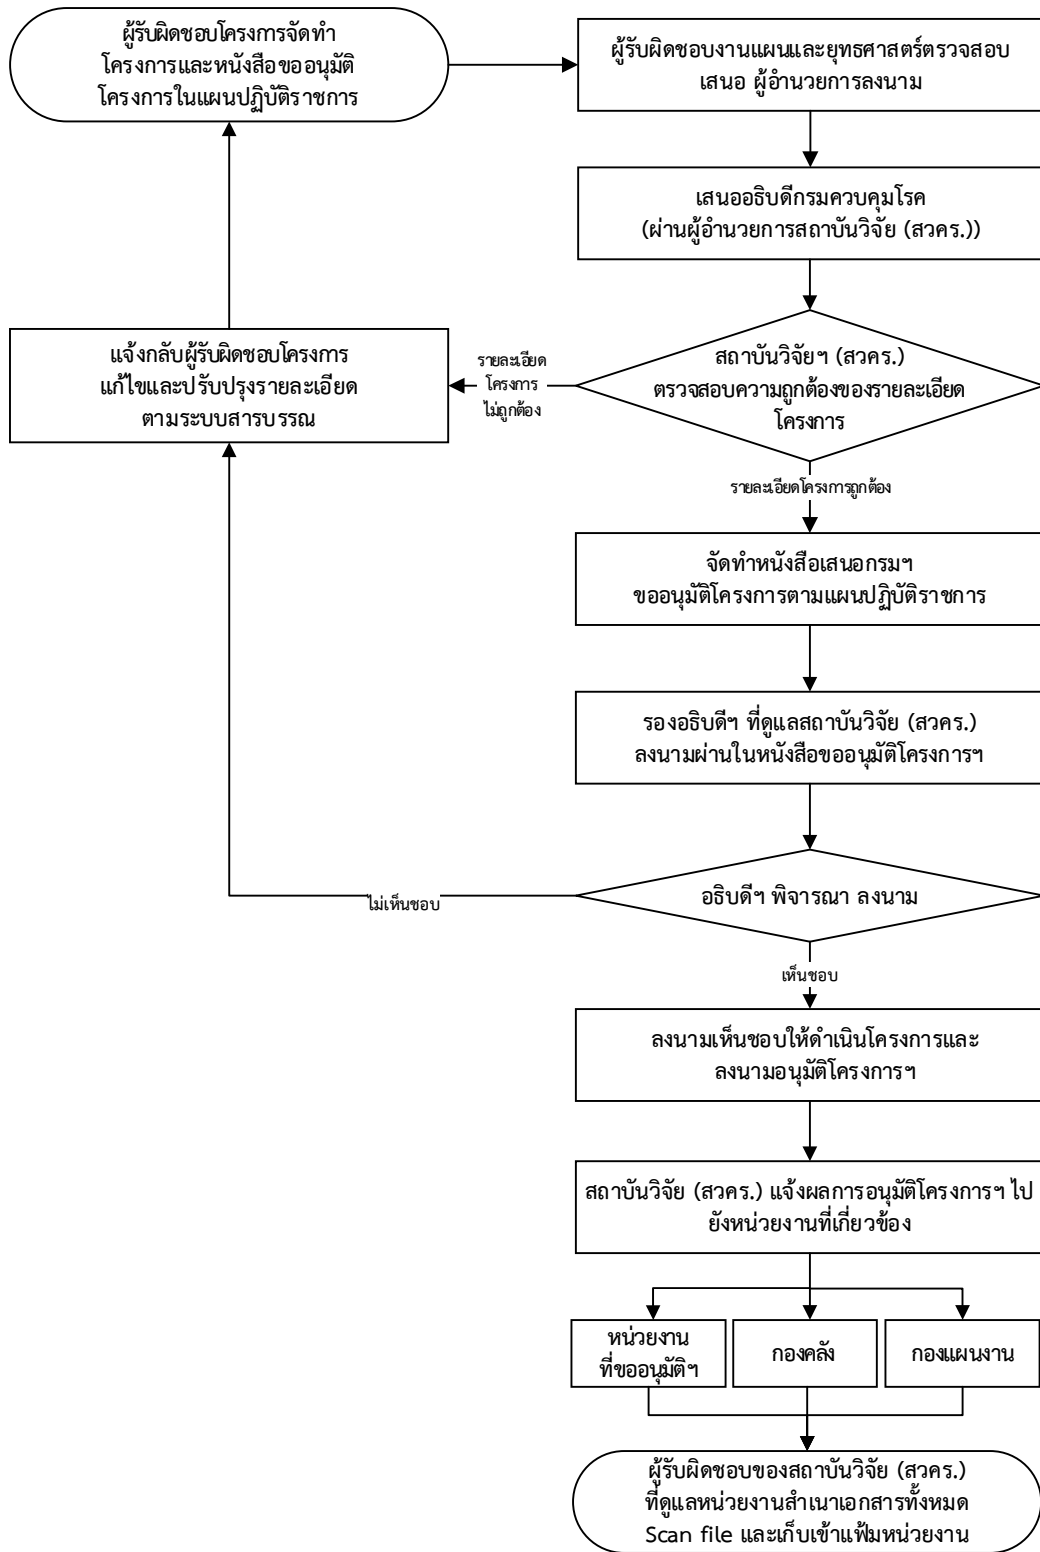 ผู้รับผิดชอบโครงการจัดทำ
โครงการและหนังสือขออนุมัติ
โครงการในแผนปฏิบัติราชการ
ผู้รับผิดชอบงานแผนและยุทธศาสตร์ตรวจสอบ
เสนอ ผู้อำนวยการลงนาม
เสนออธิบดีกรมควบคุมโรค
(ผ่านผู้อำนวยการสถาบันวิจัย (สวคร.))
สถาบันวิจัยฯ (สวคร.)
ตรวจสอบความถูกต้องของรายละเอียด
โครงการ
รายละเอียด
โครงการ
ไม่ถูกต้อง
แจ้งกลับผู้รับผิดชอบโครงการ
แก้ไขและปรับปรุงรายละเอียด
ตามระบบสารบรรณ
รายละเอียดโครงการถูกต้อง
จัดทำหนังสือเสนอกรมฯ
ขออนุมัติโครงการตามแผนปฏิบัติราชการ
รองอธิบดีฯ ที่ดูแลสถาบันวิจัย (สวคร.)
ลงนามผ่านในหนังสือขออนุมัติโครงการฯ
อธิบดีฯ พิจารณา ลงนาม
ไม่เห็นชอบ
เห็นชอบ
ลงนามเห็นชอบให้ดำเนินโครงการและ
ลงนามอนุมัติโครงการฯ
สถาบันวิจัย (สวคร.) แจ้งผลการอนุมัติโครงการฯ ไป
ยังหน่วยงานที่เกี่ยวข้อง
หน่วยงาน
ที่ขออนุมัติฯ
กองคลัง
กองแผนงาน
ผู้รับผิดชอบของสถาบันวิจัย (สวคร.)
ที่ดูแลหน่วยงานสำเนาเอกสารทั้งหมด
Scan file และเก็บเข้าแฟ้มหน่วยงาน